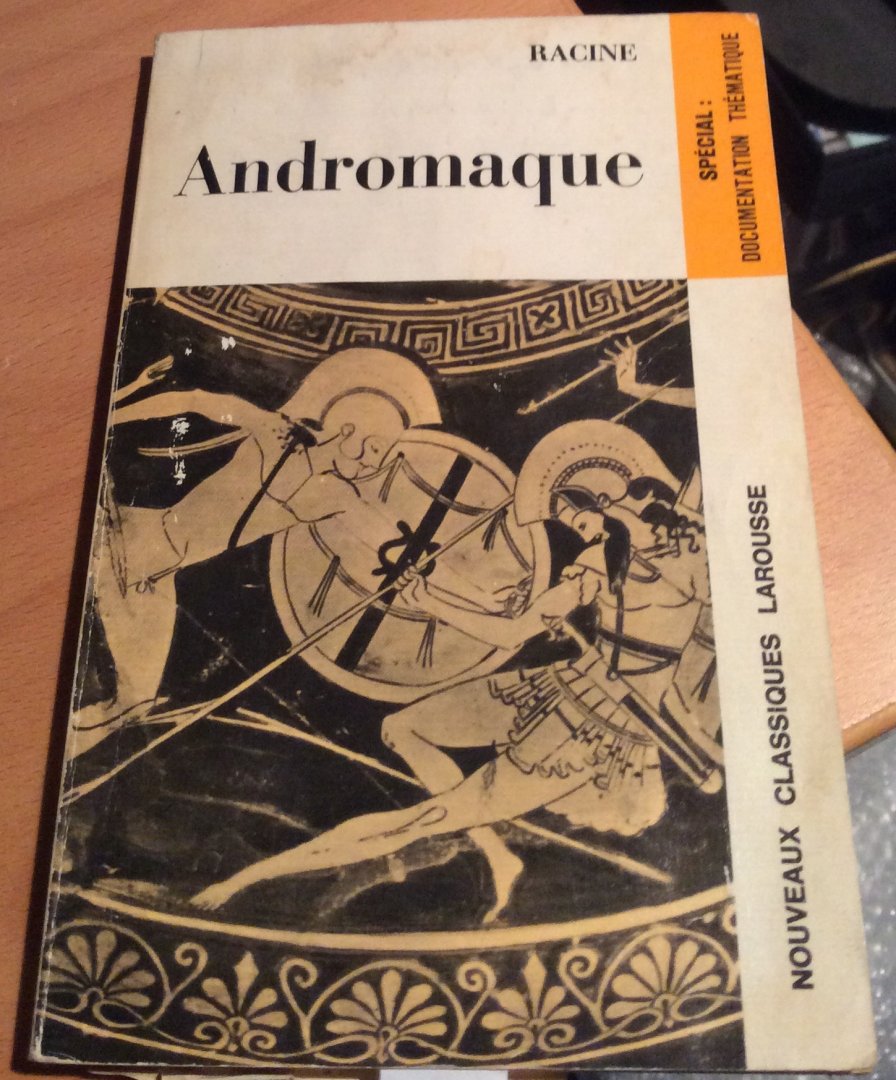 RACINE
Andromaque
SPÉCIAL :
DOCUMENTATION THÉMATIQUE
NOUVEAUX CLASSIQUES LAROUSSE